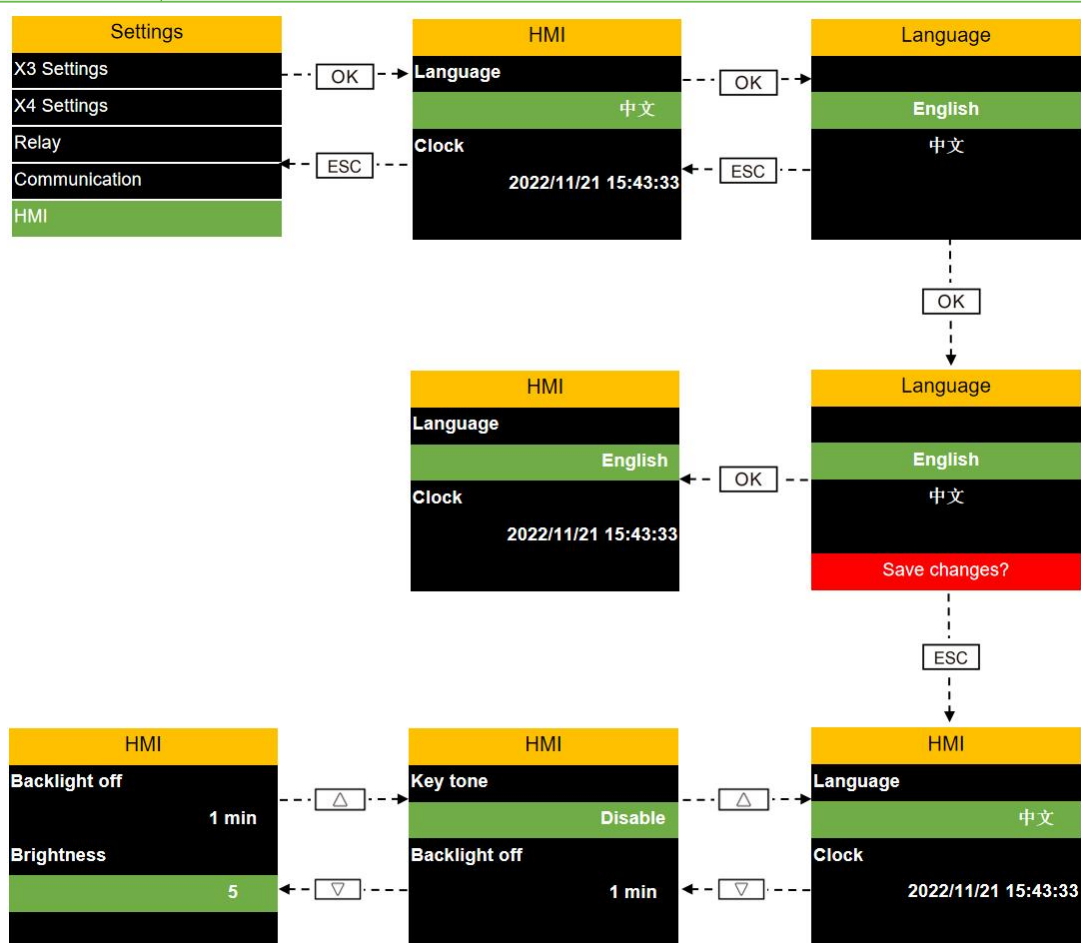 Settings
X3 Settings
X4 Settings
Relay
Communication
HMI
OK
ESC
HMI
Language
中文
Clock
2022/11/21 15:43:33
OK
ESC
Language
English
中文
OK
HMI
Language
English
Clock
2022/11/21 15:43:33
OK
Language
English
中文
Save changes?
ESC
HMI
Backlight off
1 min
Brightness
5
HMI
Key tone
Disable
Backlight off
1 min
HMI
Language
中文
Clock
2022/11/21 15:43:33